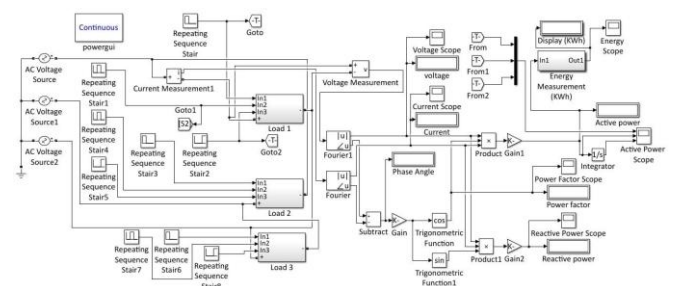 Continuous
powergui
Repeating
Sequence
Stair
-T-
Goto
AC Voltage
Source
Repeating
Sequence
Stair1
Current Measurement1
Voltage Measurement
Goto1
[S2]
In1
In2
In3
Load 1
-T-
Goto2
AC Voltage
Source1
Repeating
Sequence
Stair4
AC Voltage
Source2
Repeating
Sequence
Stair3
Repeating
Sequence
Stair2
Repeating
Sequence
Stair5
In1
In2
In3
Load 2
Repeating
Sequence
Stair7
Repeating
Sequence
Stair6
Repeating
Sequence
In1
In2
In3
Load 3
|u|
∠u
Fourier1
|u|
∠u
Fourier
Voltage Scope
voltage
Current Scope
Current
Phase Angle
Subtract
K-
Gain
cos
Trigonometric
Function
sin
Trigonometric
Function1
From
From1
From2
Display (KWh)
Energy
Scope
In1
Out1
Energy
Measurement
(KWh)
Active power
Product
K-
Gain1
1/s
Integrator
Active Power
Scope
Power Factor Scope
Power factor
Reactive Power Scope
Product1
K-
Gain2
Reactive power